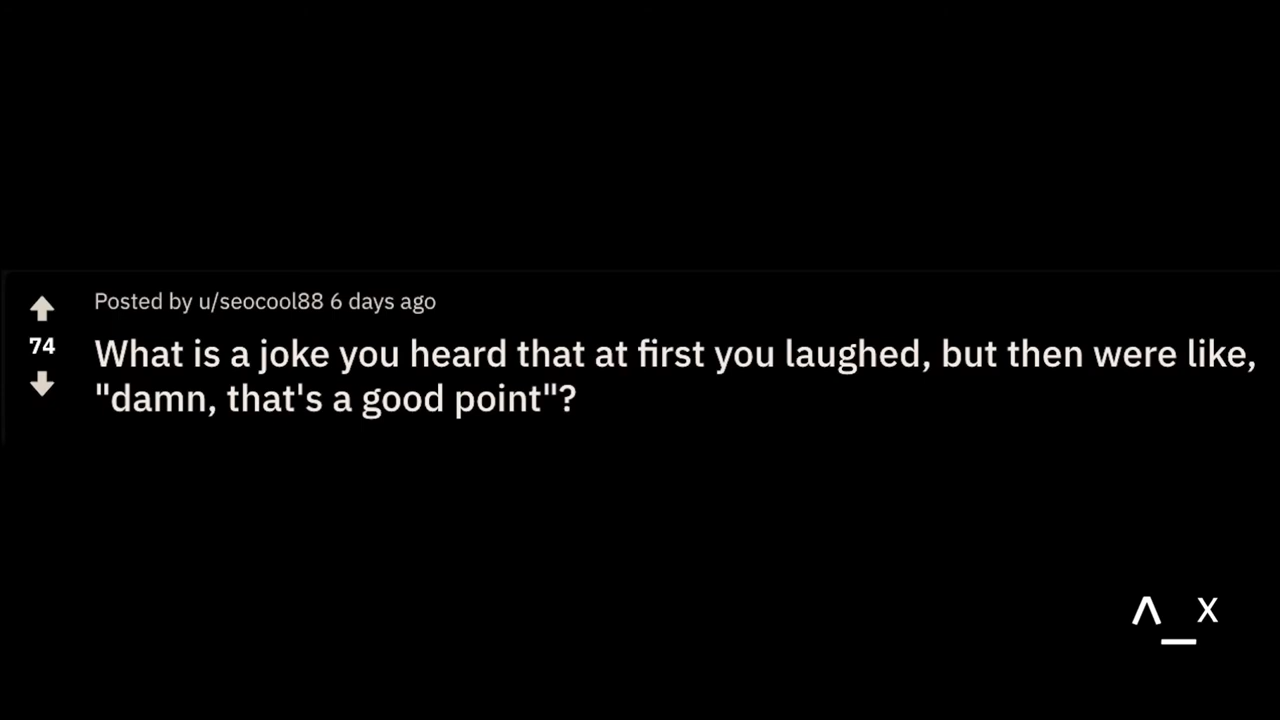 Posted by u/seocool88 6 days ago
74
What is a joke you heard that at first you laughed, but then were like,
"damn, that's a good point"?
^_x